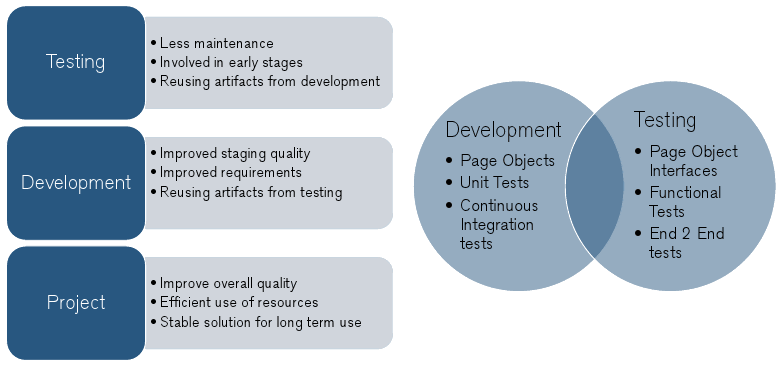 Testing
• Less maintenance
• Involved in early stages
• Reusing artifacts from development
Development
• Improved staging quality
• Improved requirements
• Reusing artifacts from testing
Project
• Improve overall quality
• Efficient use of resources
• Stable solution for long term use
Development
• Page Objects
• Unit Tests
• Continuous
Integration
tests
Testing
• Page Object
Interfaces
• Functional
Tests
• End 2 End
tests